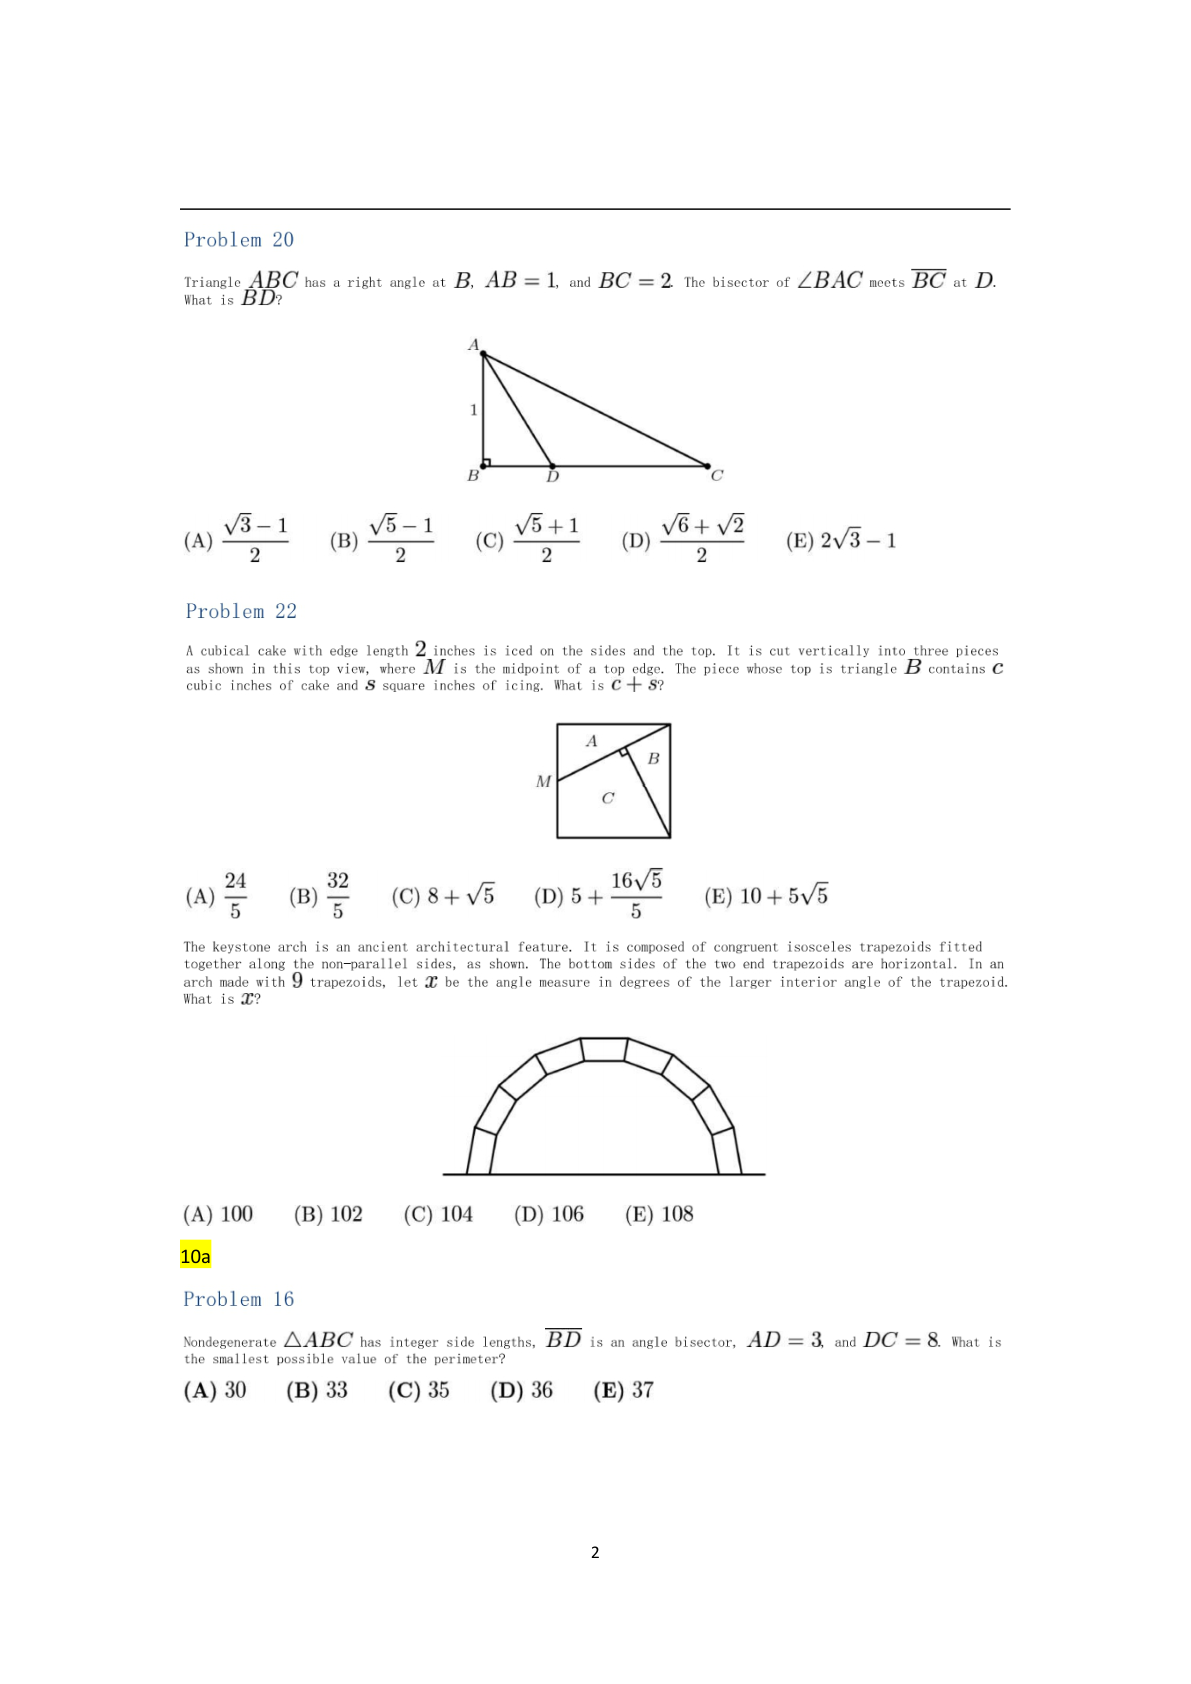 Problem 20
Triangle ABC has a right angle at B, AB = 1, and BC = 2. The bisector of ∠BAC meets \overline{BC} at D.
What is BD?
A
1
B
D
C
(A) \frac{\sqrt{3}-1}{2} (B) \frac{\sqrt{5}-1}{2} (C) \frac{\sqrt{5}+1}{2} (D) \frac{\sqrt{6}+\sqrt{2}}{2} (E) 2\sqrt{3}-1
Problem 22
A cubical cake with edge length 2 inches is iced on the sides and the top. It is cut vertically into three pieces
as shown in this top view, where M is the midpoint of a top edge. The piece whose top is triangle B contains c
cubic inches of cake and s square inches of icing. What is c + s?
A
B
M
C
(A) \frac{24}{5} (B) \frac{32}{5} (C) 8+\sqrt{5} (D) 5+\frac{16\sqrt{5}}{5} (E) 10+5\sqrt{5}
The keystone arch is an ancient architectural feature. It is composed of congruent isosceles trapezoids fitted
together along the non-parallel sides, as shown. The bottom sides of the two end trapezoids are horizontal. In an
arch made with 9 trapezoids, let x be the angle measure in degrees of the larger interior angle of the trapezoid.
What is x?
(A) 100 (B) 102 (C) 104 (D) 106 (E) 108
10a
Problem 16
Nondegenerate △ABC has integer side lengths, \overline{BD} is an angle bisector, AD = 3, and DC = 8. What is
the smallest possible value of the perimeter?
(A) 30 (B) 33 (C) 35 (D) 36 (E) 37
2